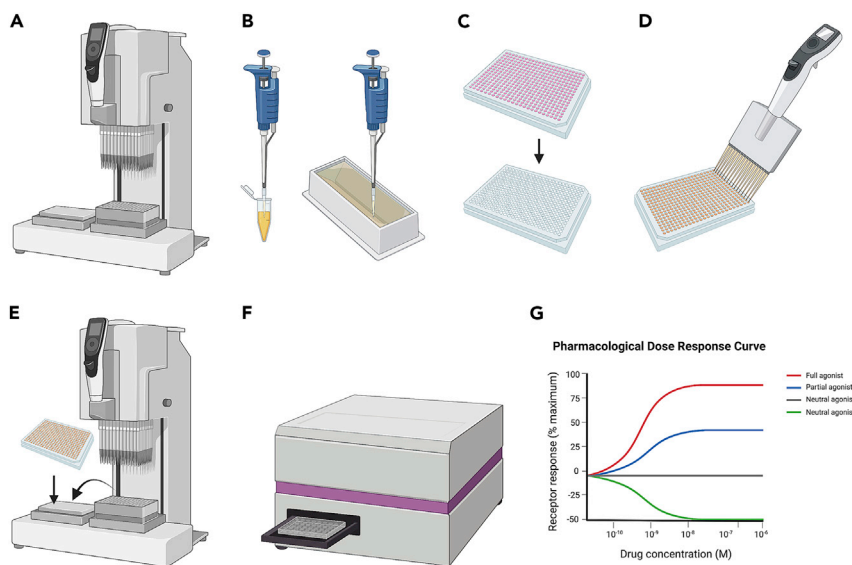 A
B
C
D
E
F
G
Pharmacological Dose Response Curve
Receptor response (% maximum)
100
75
50
25
0
-25
-50
10⁻¹⁰
10⁻⁹
10⁻⁸
10⁻⁷
10⁻⁶
Drug concentration (M)
Full agonist
Partial agonist
Neutral agonis
Neutral agonis